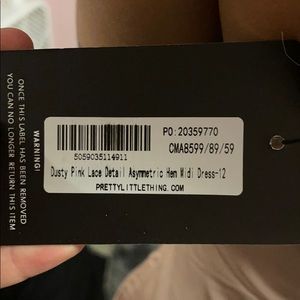 WARNING!
ONCE THIS LABEL HAS BEEN REMOVED
YOU CAN NO LONGER RETURN THIS ITEM
PO:20359770
CMA8599/89/59
5059035114911
Dusty Pink Lace Detail Asymmetric Hem Midi Dress-12
PRETTYLITTLETHING.COM